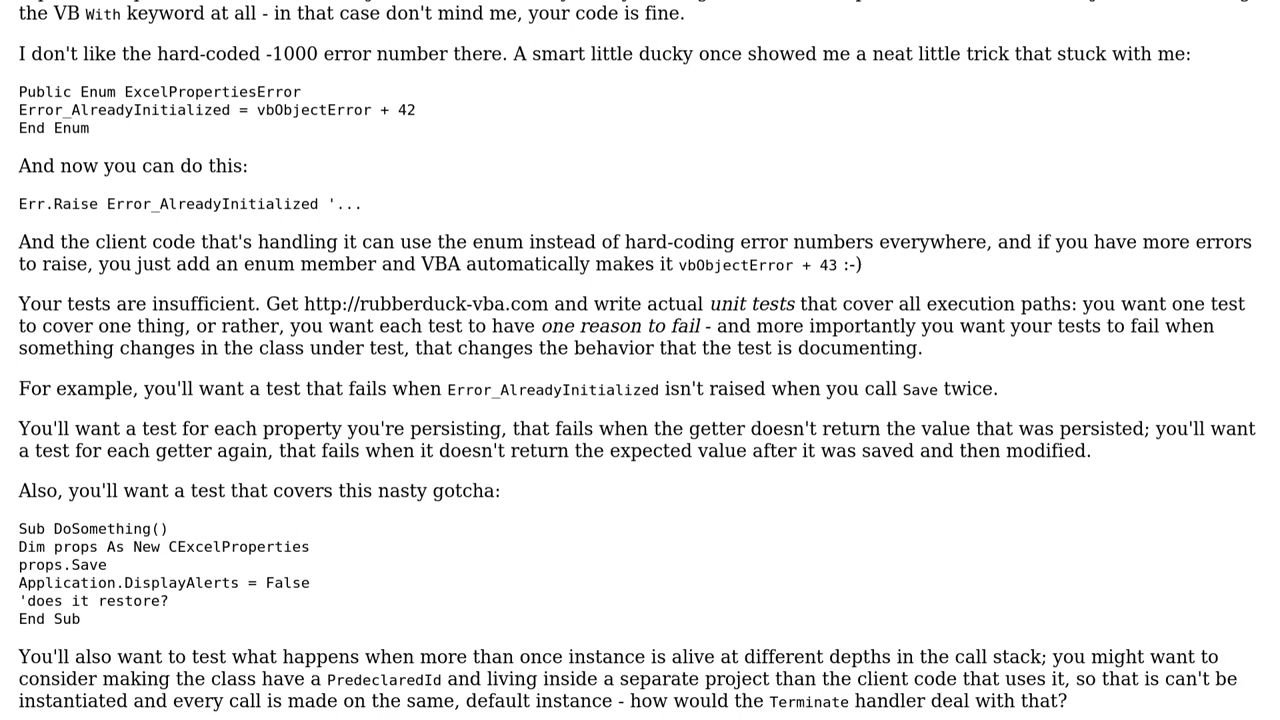 the VB With keyword at all - in that case don't mind me, your code is fine.
I don't like the hard-coded -1000 error number there. A smart little ducky once showed me a neat little trick that stuck with me:
Public Enum ExcelPropertiesError
Error_AlreadyInitialized = vbObjectError + 42
End Enum
And now you can do this:
Err.Raise Error_AlreadyInitialized '...
And the client code that's handling it can use the enum instead of hard-coding error numbers everywhere, and if you have more errors
to raise, you just add an enum member and VBA automatically makes it vbObjectError + 43 :-)
Your tests are insufficient. Get http://rubberduck-vba.com and write actual unit tests that cover all execution paths: you want one test
to cover one thing, or rather, you want each test to have one reason to fail - and more importantly you want your tests to fail when
something changes in the class under test, that changes the behavior that the test is documenting.
For example, you'll want a test that fails when Error_AlreadyInitialized isn't raised when you call Save twice.
You'll want a test for each property you're persisting, that fails when the getter doesn't return the value that was persisted; you'll want
a test for each getter again, that fails when it doesn't return the expected value after it was saved and then modified.
Also, you'll want a test that covers this nasty gotcha:
Sub DoSomething()
Dim props As New CExcelProperties
props.Save
Application.DisplayAlerts = False
'does it restore?
End Sub
You'll also want to test what happens when more than once instance is alive at different depths in the call stack; you might want to
consider making the class have a PredeclaredId and living inside a separate project than the client code that uses it, so that is can't be
instantiated and every call is made on the same, default instance - how would the Terminate handler deal with that?